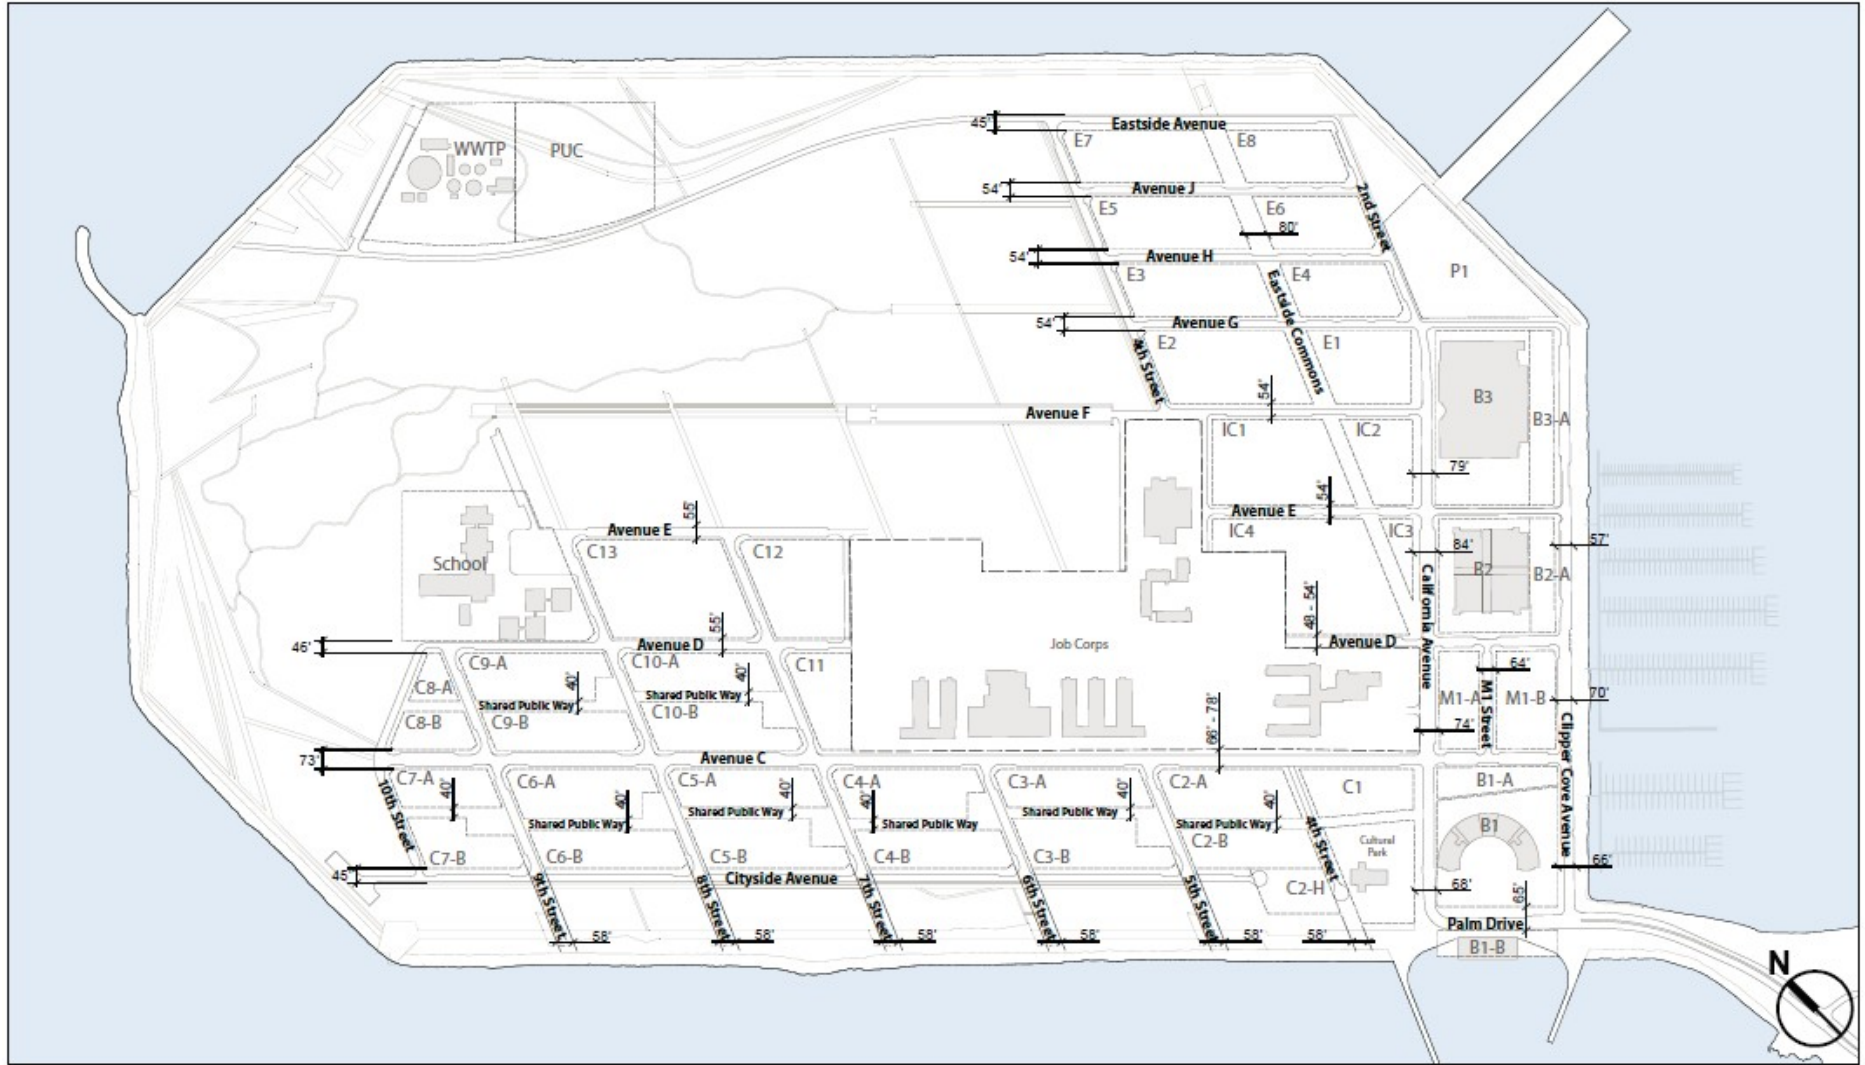 45'
Eastside Avenue
E7
E8
WWTP
PUC
54'
Avenue J
2nd Street
E5
E6
80'
54'
Avenue H
E3
E4
P1
Eastside Commons
54'
Avenue G
E2
E1
4th Street
54'
B3
B3-A
Avenue F
IC1
IC2
79'
54'
55'
Avenue E
Avenue E
IC4
IC3
C13
C12
School
84'
57'
B2
B2-A
California Avenue
55'
48 - 54'
46'
Avenue D
Avenue D
Job Corps
C9-A
C10-A
C11
40'
40'
64'
C8-A
Shared Public Way
Shared Public Way
M1-A
M1 Street
M1-B
70'
C8-B
C9-B
C10-B
66' - 78'
74'
Clipper Cove Avenue
73'
Avenue C
C7-A
C6-A
C5-A
C4-A
C3-A
C2-A
C1
B1-A
40'
40'
40'
40'
40'
40'
10th Street
Shared Public Way
Shared Public Way
Shared Public Way
Shared Public Way
Shared Public Way
4th Street
B1
Cultural
Park
C7-B
C6-B
C5-B
C4-B
C3-B
C2-B
66'
45'
Cityside Avenue
C2-H
68'
65'
9th Street
8th Street
7th Street
6th Street
5th Street
Palm Drive
58'
58'
58'
58'
58'
58'
B1-B
N